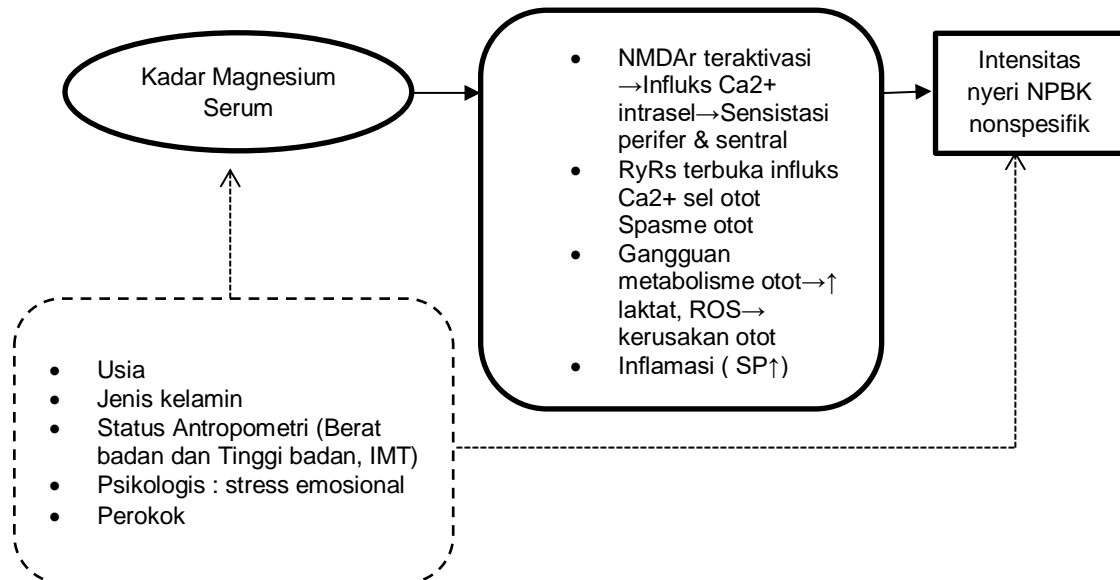 Kadar Magnesium
Serum
• NMDAr teraktivasi
→Influks Ca2+
intrasel→Sensistasi
perifer & sentral
• RyRs terbuka influks
Ca2+ sel otot
Spasme otot
• Gangguan
metabolisme otot→↑
laktat, ROS→
kerusakan otot
• Inflamasi ( SP↑)
Intensitas
nyeri NPBK
nonspesifik
• Usia
• Jenis kelamin
• Status Antropometri (Berat
badan dan Tinggi badan, IMT)
• Psikologis : stress emosional
• Perokok